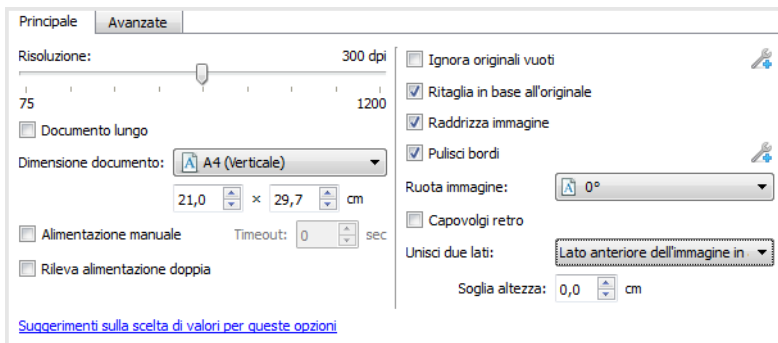 Principale
Avanzate
Risoluzione: 300 dpi
75 1200
Documento lungo
Dimensione documento: A4 (Verticale)
21,0 × 29,7 cm
Alimentazione manuale Timeout: 0 sec
Rileva alimentazione doppia
Suggerimenti sulla scelta di valori per queste opzioni
Ignora originali vuoti
Ritaglia in base all'originale
Raddrizza immagine
Pulisci bordi
Ruota immagine: 0°
Capovolgi retro
Unisci due lati: Lato anteriore dell'immagine in
Soglia altezza: 0,0 cm